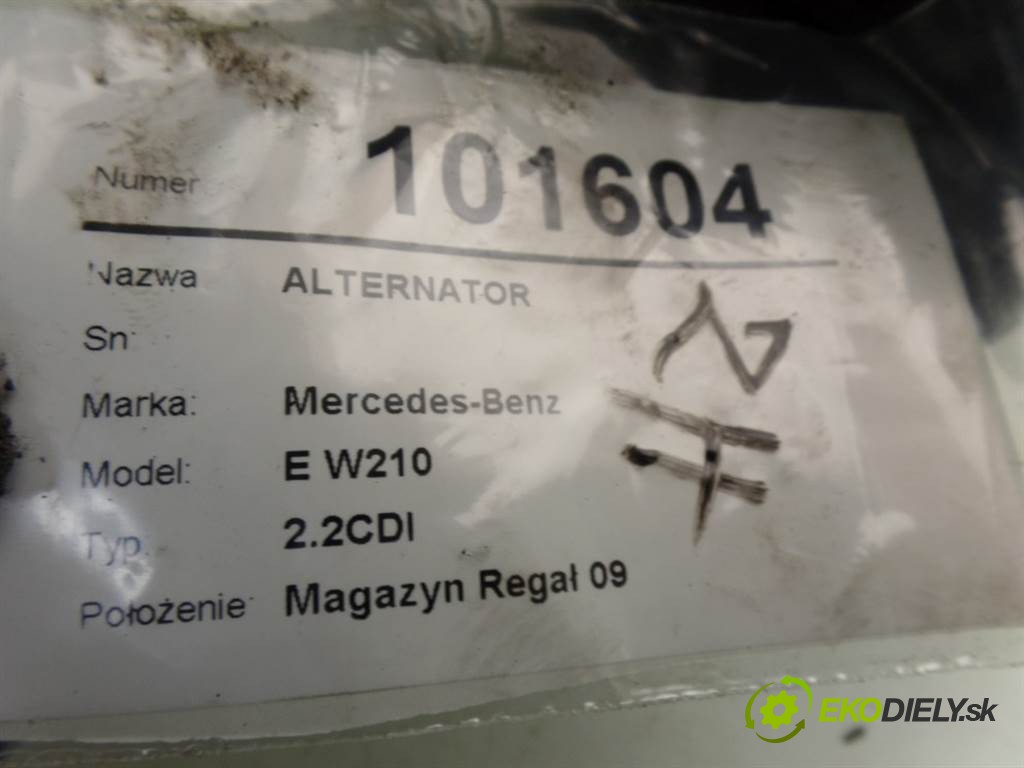 Numer 101604
Nazwa ALTERNATOR
Sn
Marka: Mercedes-Benz
Model: E W210
Typ. 2.2CDI
Położenie Magazyn Regał 09
EKODIELY.sk